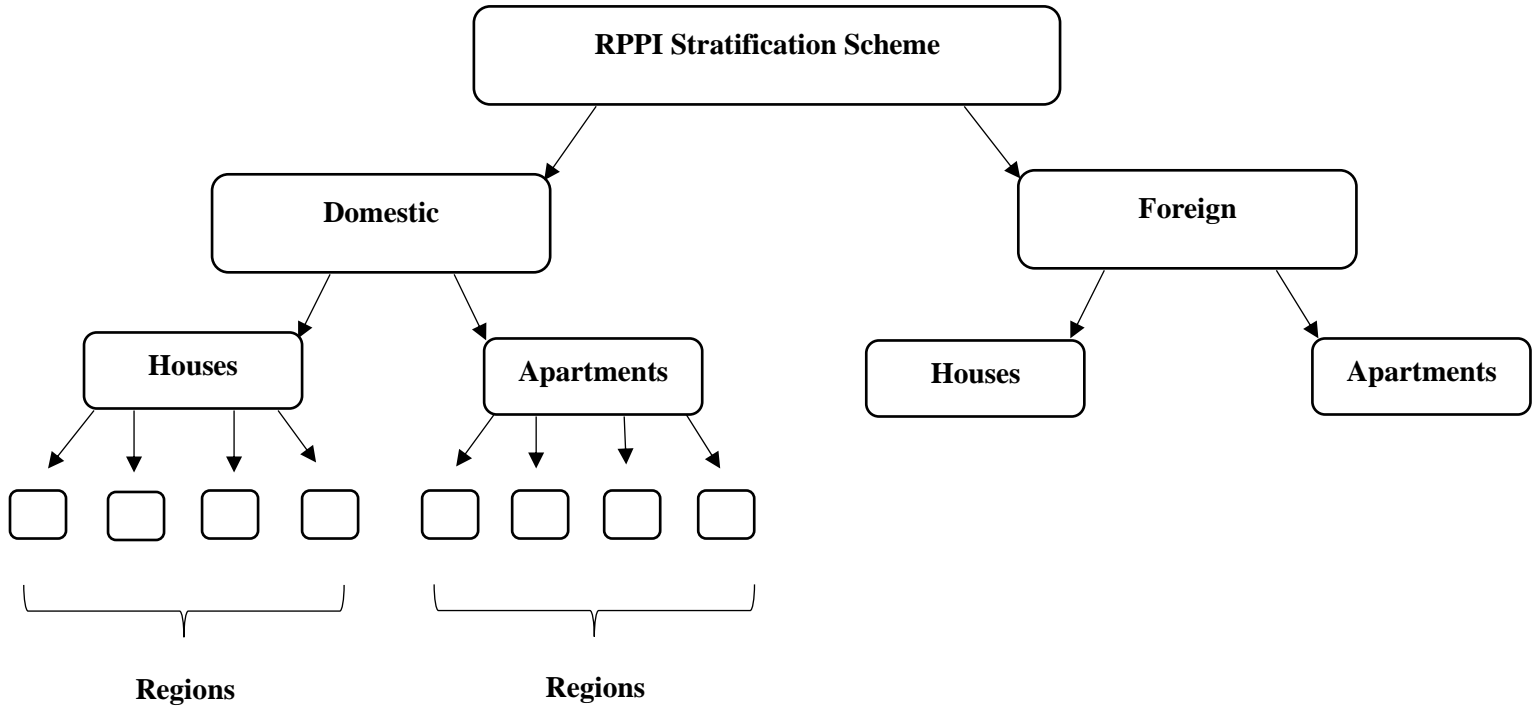 RPPI Stratification Scheme
Domestic
Foreign
Houses
Apartments
Houses
Apartments
Regions
Regions